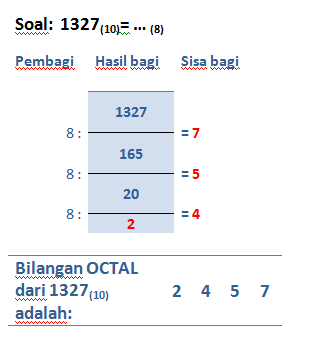 Soal: 1327(10)= ... (8)
Pembagi Hasil bagi Sisa bagi
1327
8 : = 7
165
8 : = 5
20
8 : = 4
2
Bilangan OCTAL
dari 1327(10) 2 4 5 7
adalah: